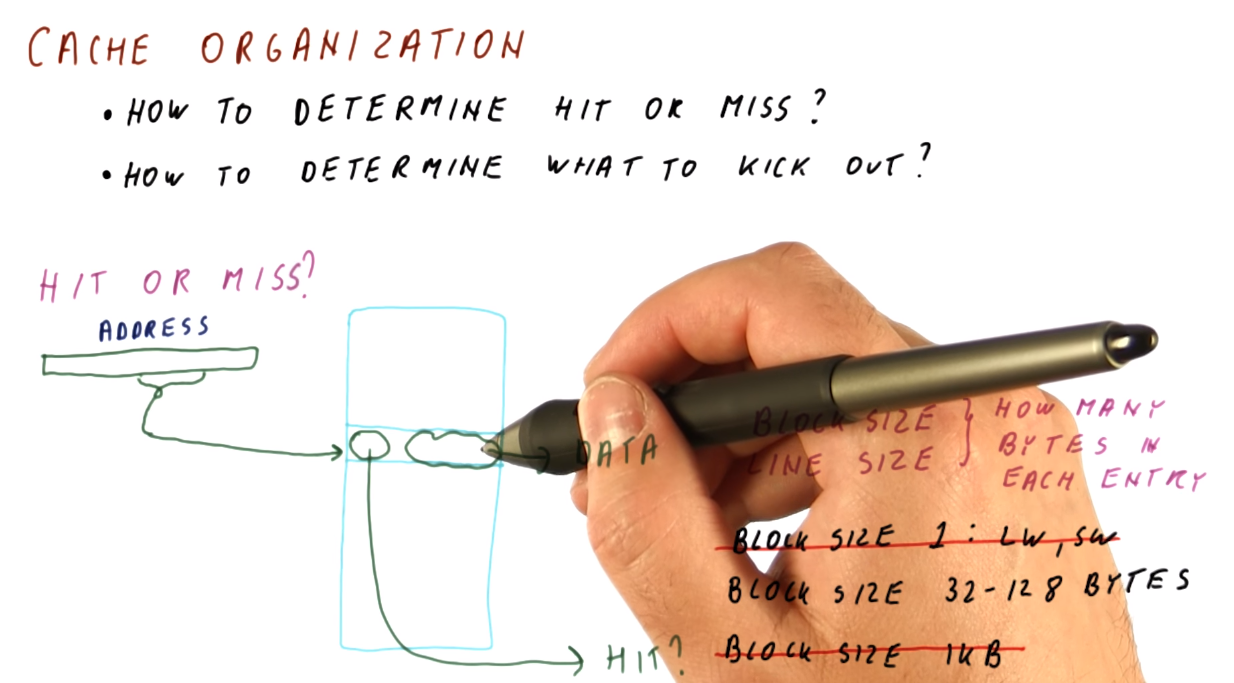 CACHE ORGANIZATION
• HOW TO DETERMINE HIT OR MISS?
• HOW TO DETERMINE WHAT TO KICK OUT?
HIT OR MISS?
ADDRESS
DATA
HIT?
BLOCK SIZE
LINE SIZE
HOW MANY
BYTES IN
EACH ENTRY
BLOCK SIZE 1: LW, SW
BLOCK SIZE 32-128 BYTES
BLOCK SIZE 1KB